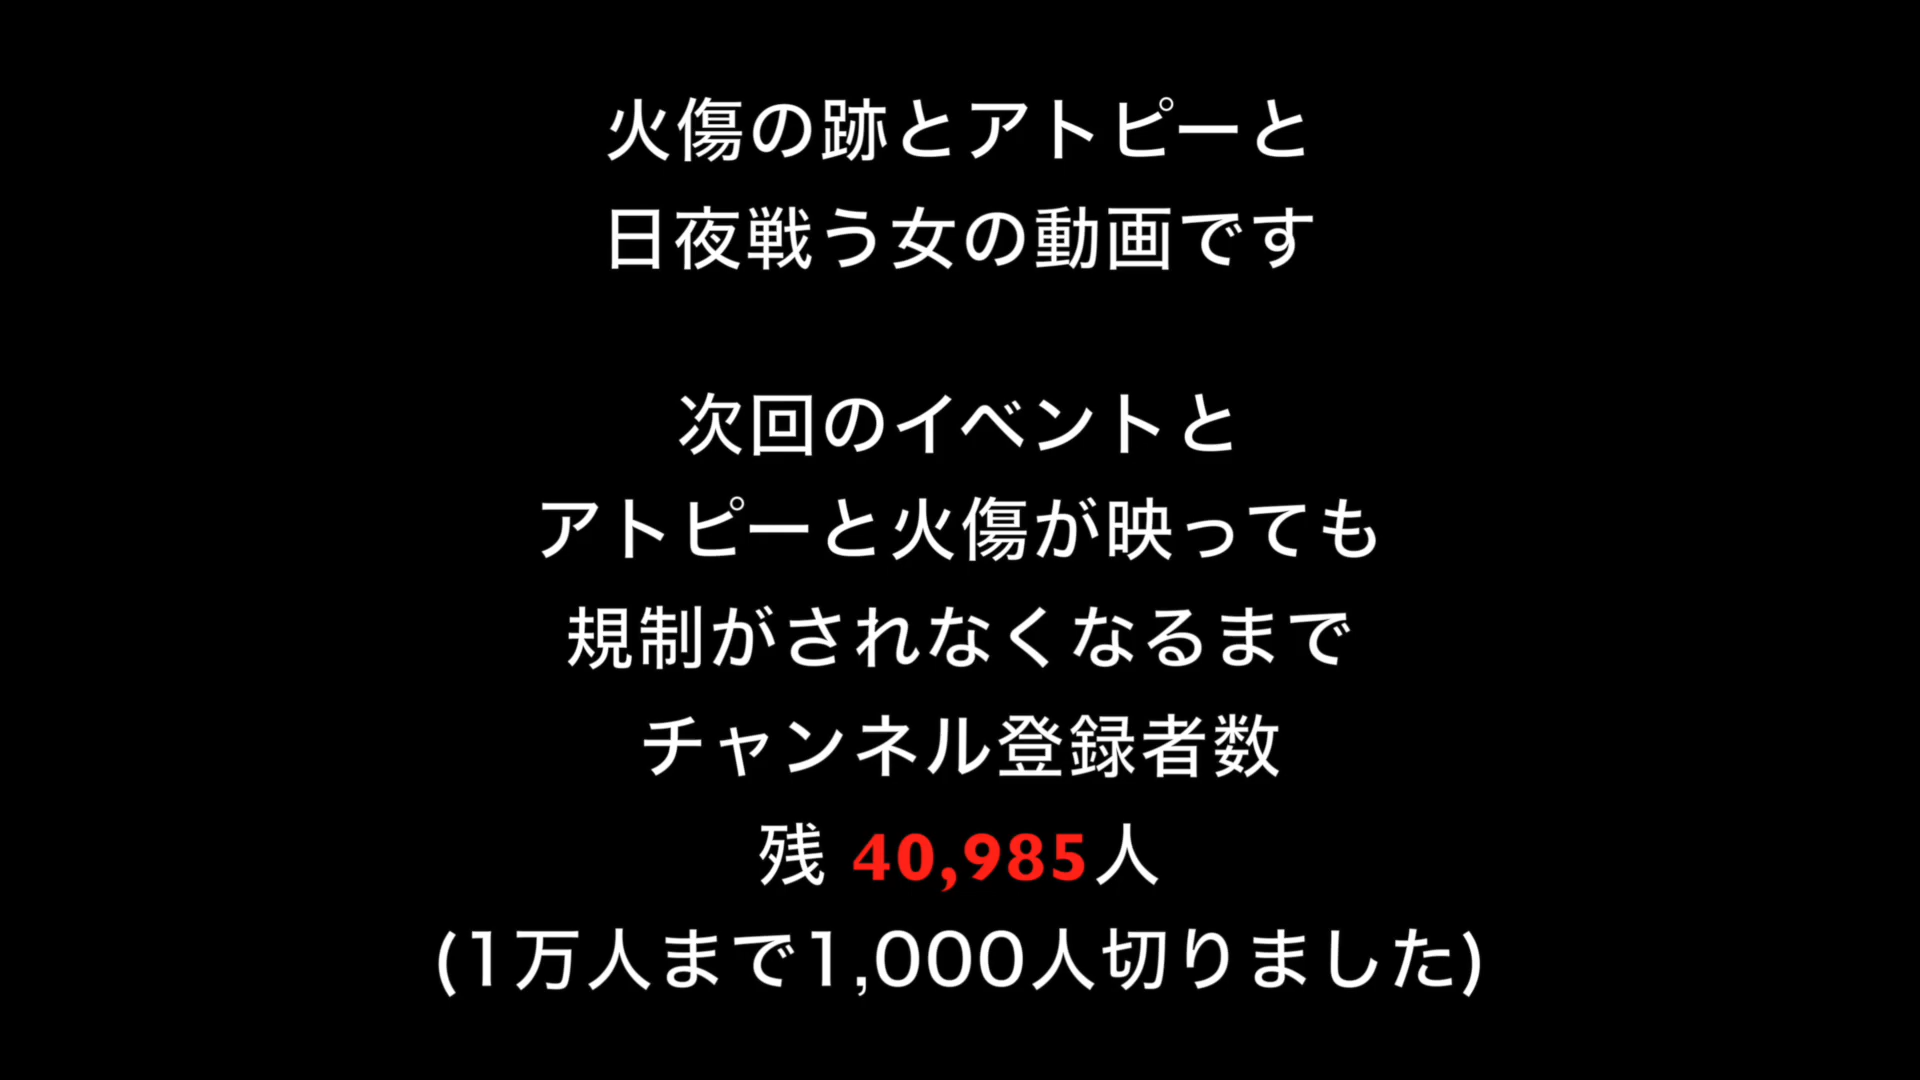 火傷の跡とアトピーと
日夜戦う女の動画です
次回のイベントと
アトピーと火傷が映っても
規制がされなくなるまで
チャンネル登録者数
残 40,985人
(1万人まで1,000人切りました)